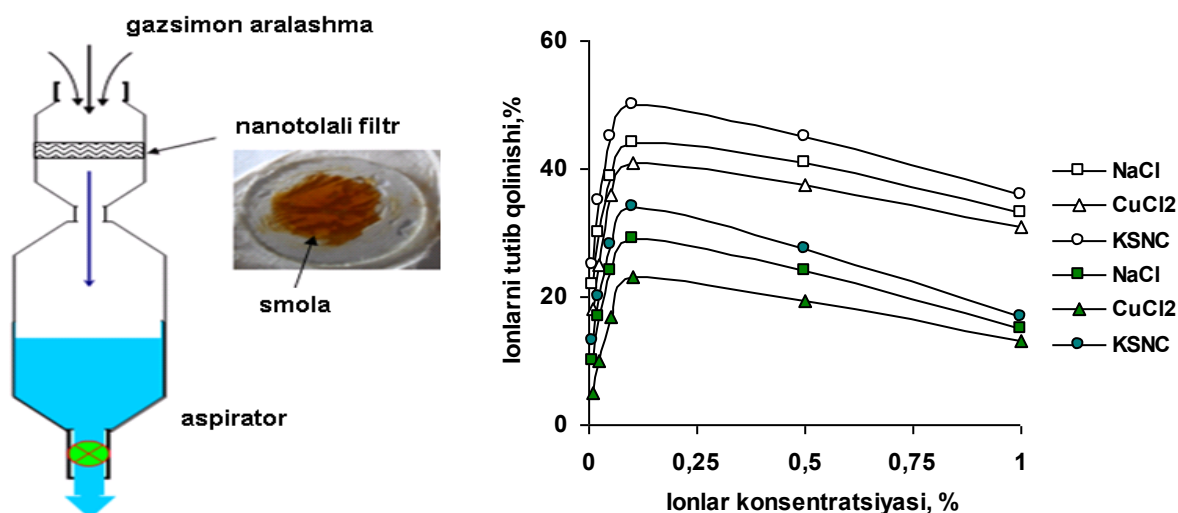 gazsimon aralashma
nanotolali filtr
smola
aspirator
Ionlarni tutib qolinishi,%
60
40
20
0
0
0,25
0,5
0,75
1
Ionlar konsentratsiyasi, %
NaCl
CuCl2
KSNC
NaCl
CuCl2
KSNC